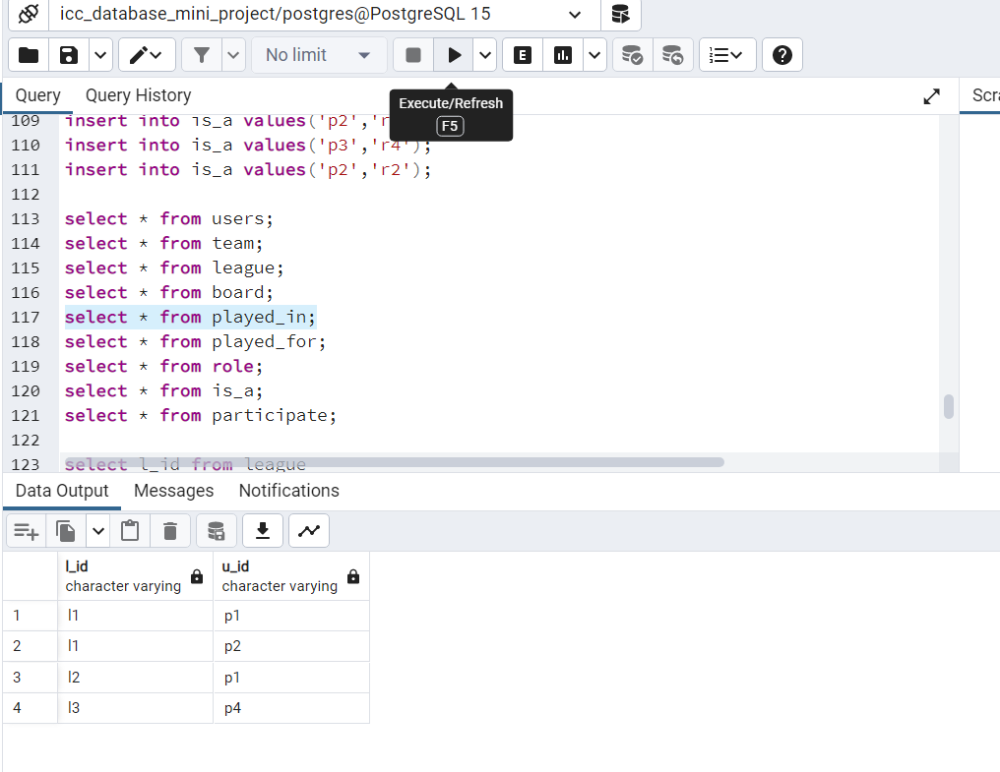 icc_database_mini_project/postgres@PostgreSQL 15
No limit
E
Query Query History
Scra
Execute/Refresh
F5
109 insert into is_a values('p2','r
110 insert into is_a values('p3','r4');
111 insert into is_a values('p2','r2');
112
113 select * from users;
114 select * from team;
115 select * from league;
116 select * from board;
117 select * from played_in;
118 select * from played_for;
119 select * from role;
120 select * from is_a;
121 select * from participate;
122
123 select l_id from league
Data Output Messages Notifications
l_id u_id
character varying character varying
1 l1 p1
2 l1 p2
3 l2 p1
4 l3 p4